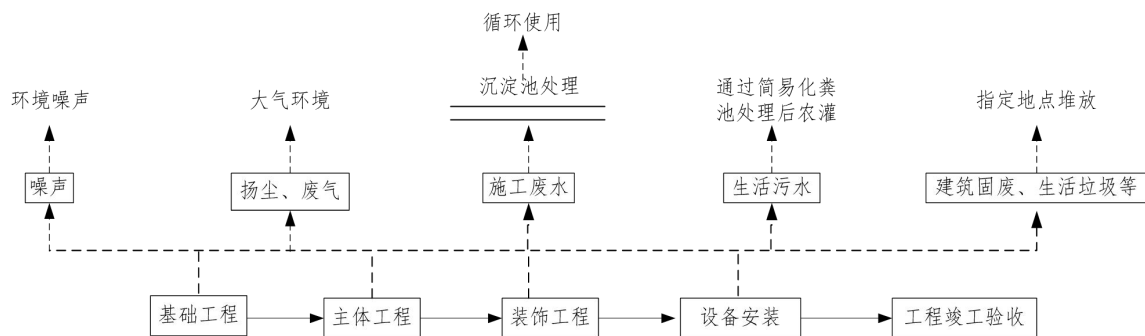 循环使用
环境噪声
大气环境
沉淀池处理
通过简易化粪
池处理后农灌
指定地点堆放
噪声
扬尘、废气
施工废水
生活污水
建筑固废、生活垃圾等
基础工程
主体工程
装饰工程
设备安装
工程竣工验收